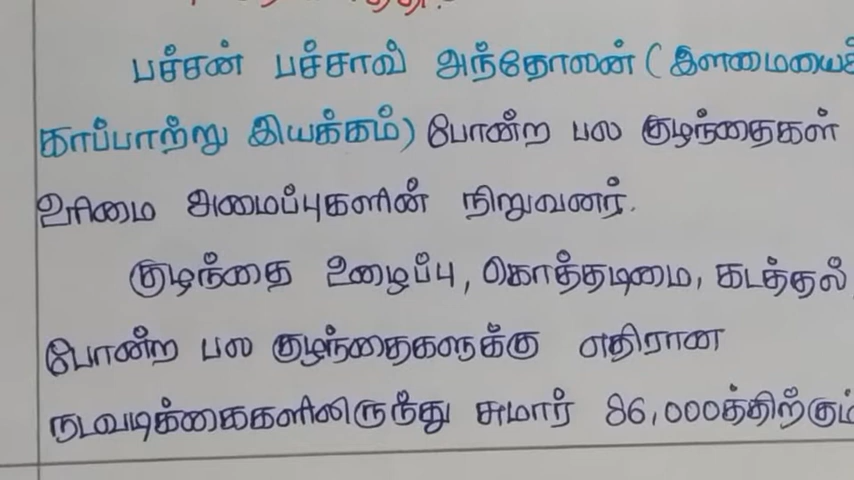 பச்சன் பச்சாவ் அந்தோலன் (இளமையைக்
காப்பாற்று இயக்கம்) போன்ற பல குழந்தைகள்
உரிமை அமைப்புகளின் நிறுவனர்.
குழந்தை உழைப்பு, கொத்தடிமை, கடத்தல்
போன்ற பல குழந்தைகளுக்கு எதிரான
நடவடிக்கைகளிலிருந்து சுமார் 86,000த்திற்கும்